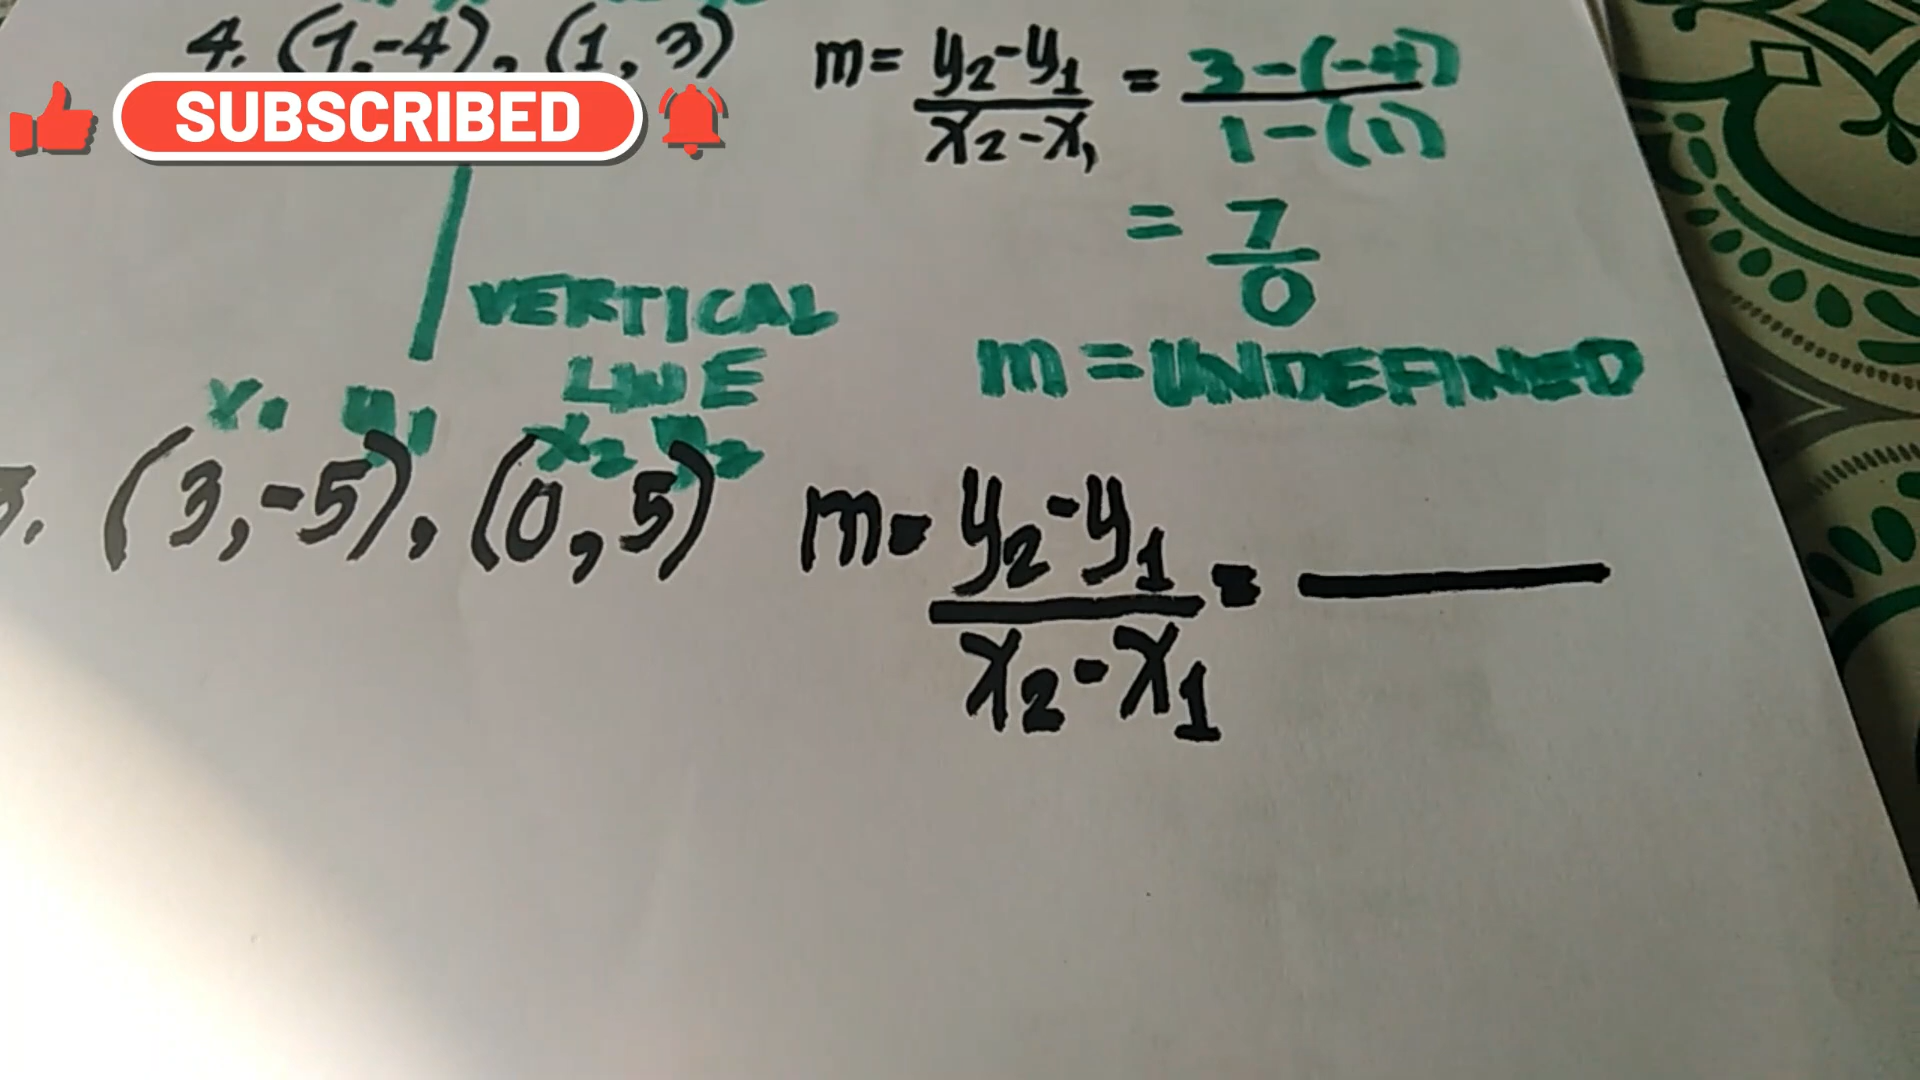 4. (1,-4), (1, 3) m= y2-y1 / x2-x1 = 3-(-4) / 1-(1)
SUBSCRIBED
= 7/0
VERTICAL
LINE
m = UNDEFINED
x1 y1 x2 y2
(3,-5), (0,5) m= y2-y1 / x2-x1 =